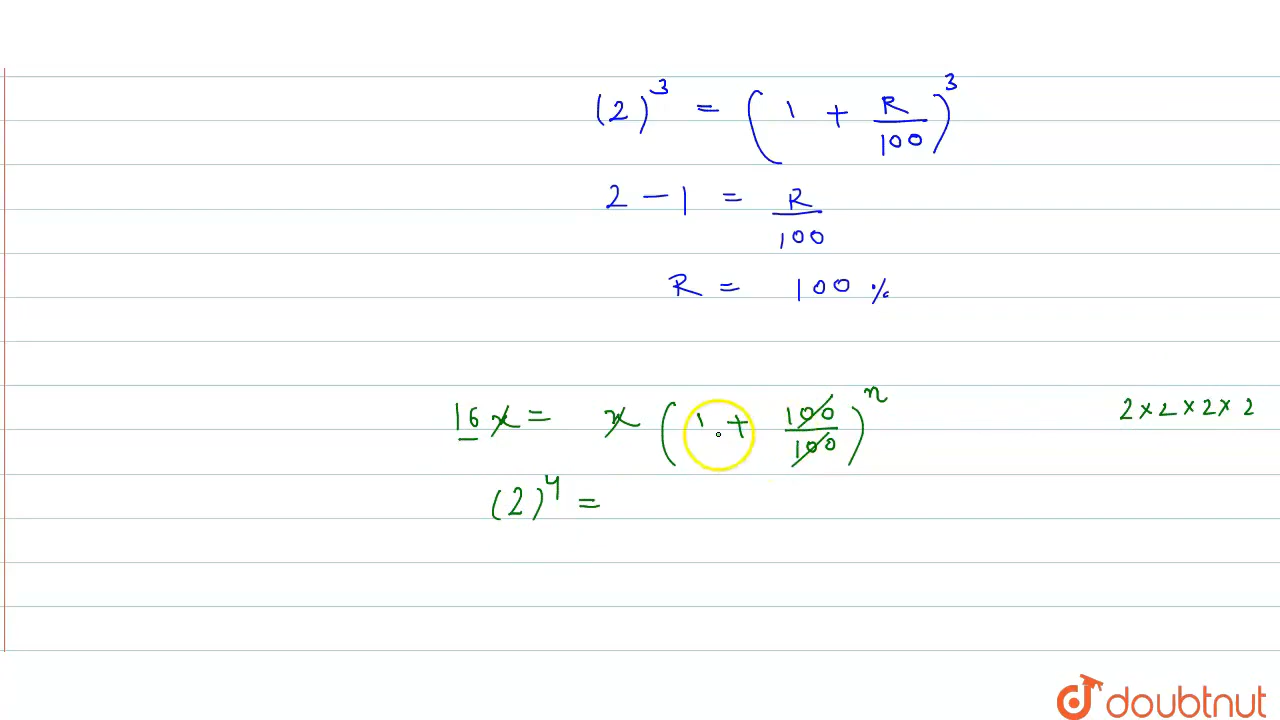 (2)^3 = (1 + R/100)^3
2 - 1 = R/100
R = 100 %
16x = x (1 + 100/100)^n
2 × 2 × 2 × 2
(2)^4 =
doubtnut